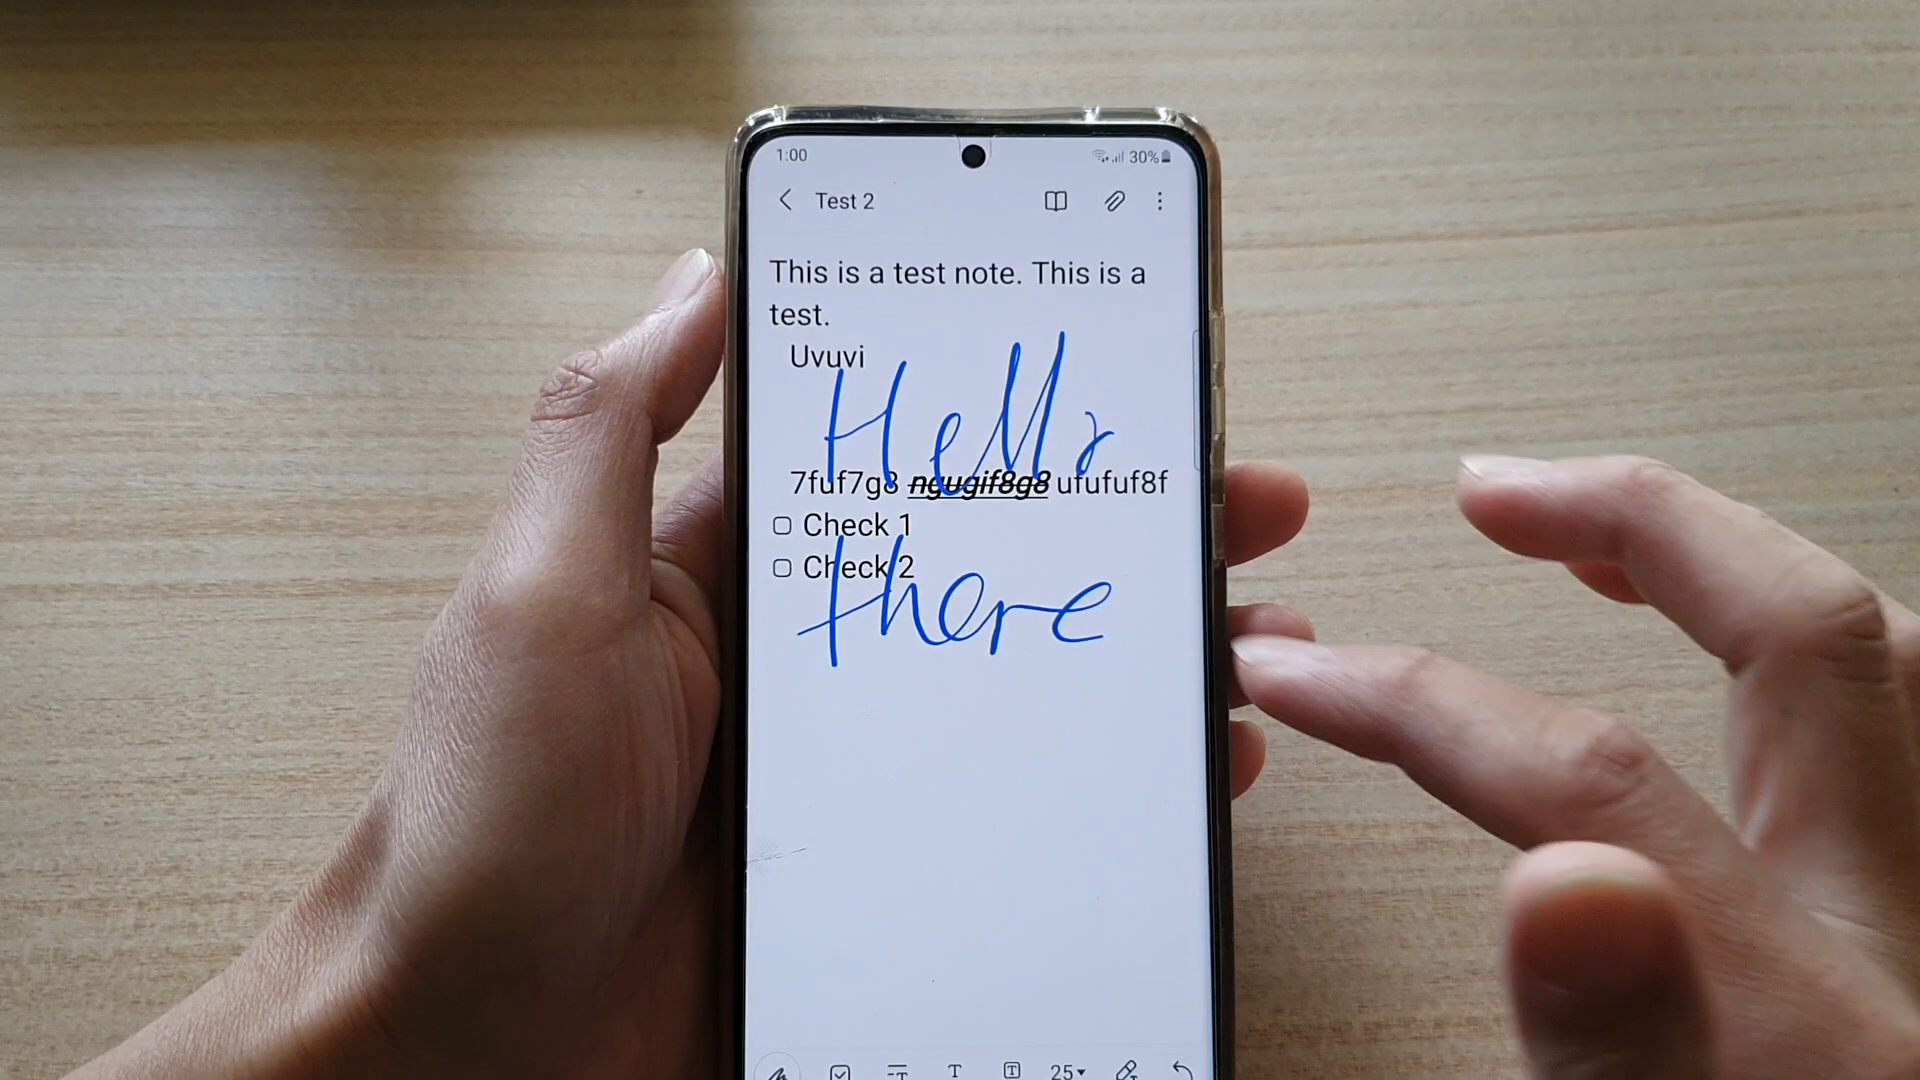 1:00 30%
Test 2
This is a test note. This is a
test.
Uvuvi
Hello
7fuf7g8 ngugif8g8 ufufuf8f
Check 1
Check 2
there
T T T 25